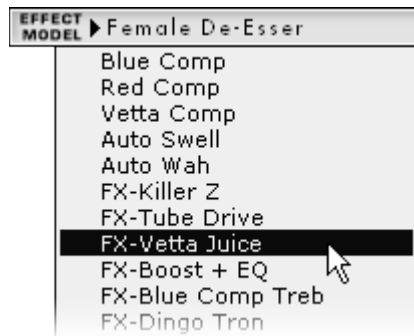 EFFECT MODEL Female De-Esser
Blue Comp
Red Comp
Vetta Comp
Auto Swell
Auto Wah
FX-Killer Z
FX-Tube Drive
FX-Vetta Juice
FX-Boost + EQ
FX-Blue Comp Treb
FX-Dingo Tron